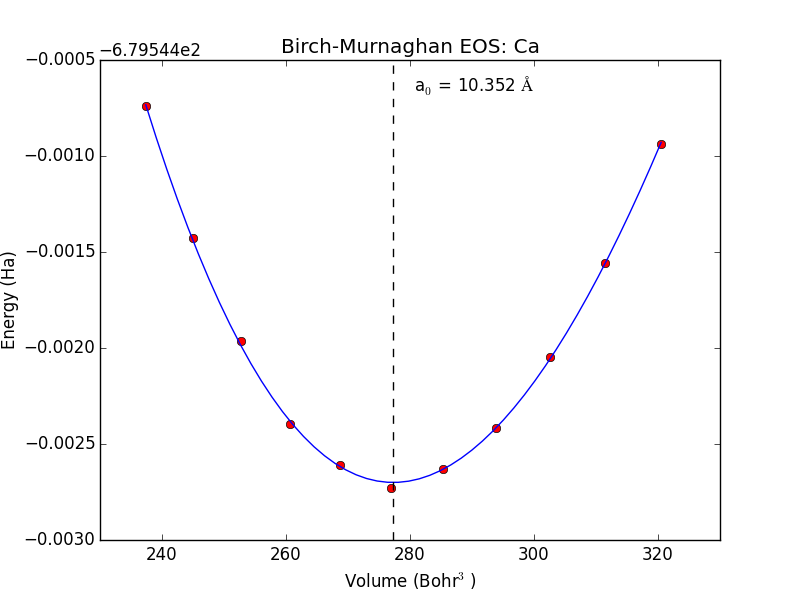 Birch-Murnaghan EOS: Ca
−6.79544e2
a₀ = 10.352 Å
−0.0005
−0.0010
−0.0015
−0.0020
−0.0025
−0.0030
Energy (Ha)
240 260 280 300 320
Volume (Bohr³ )